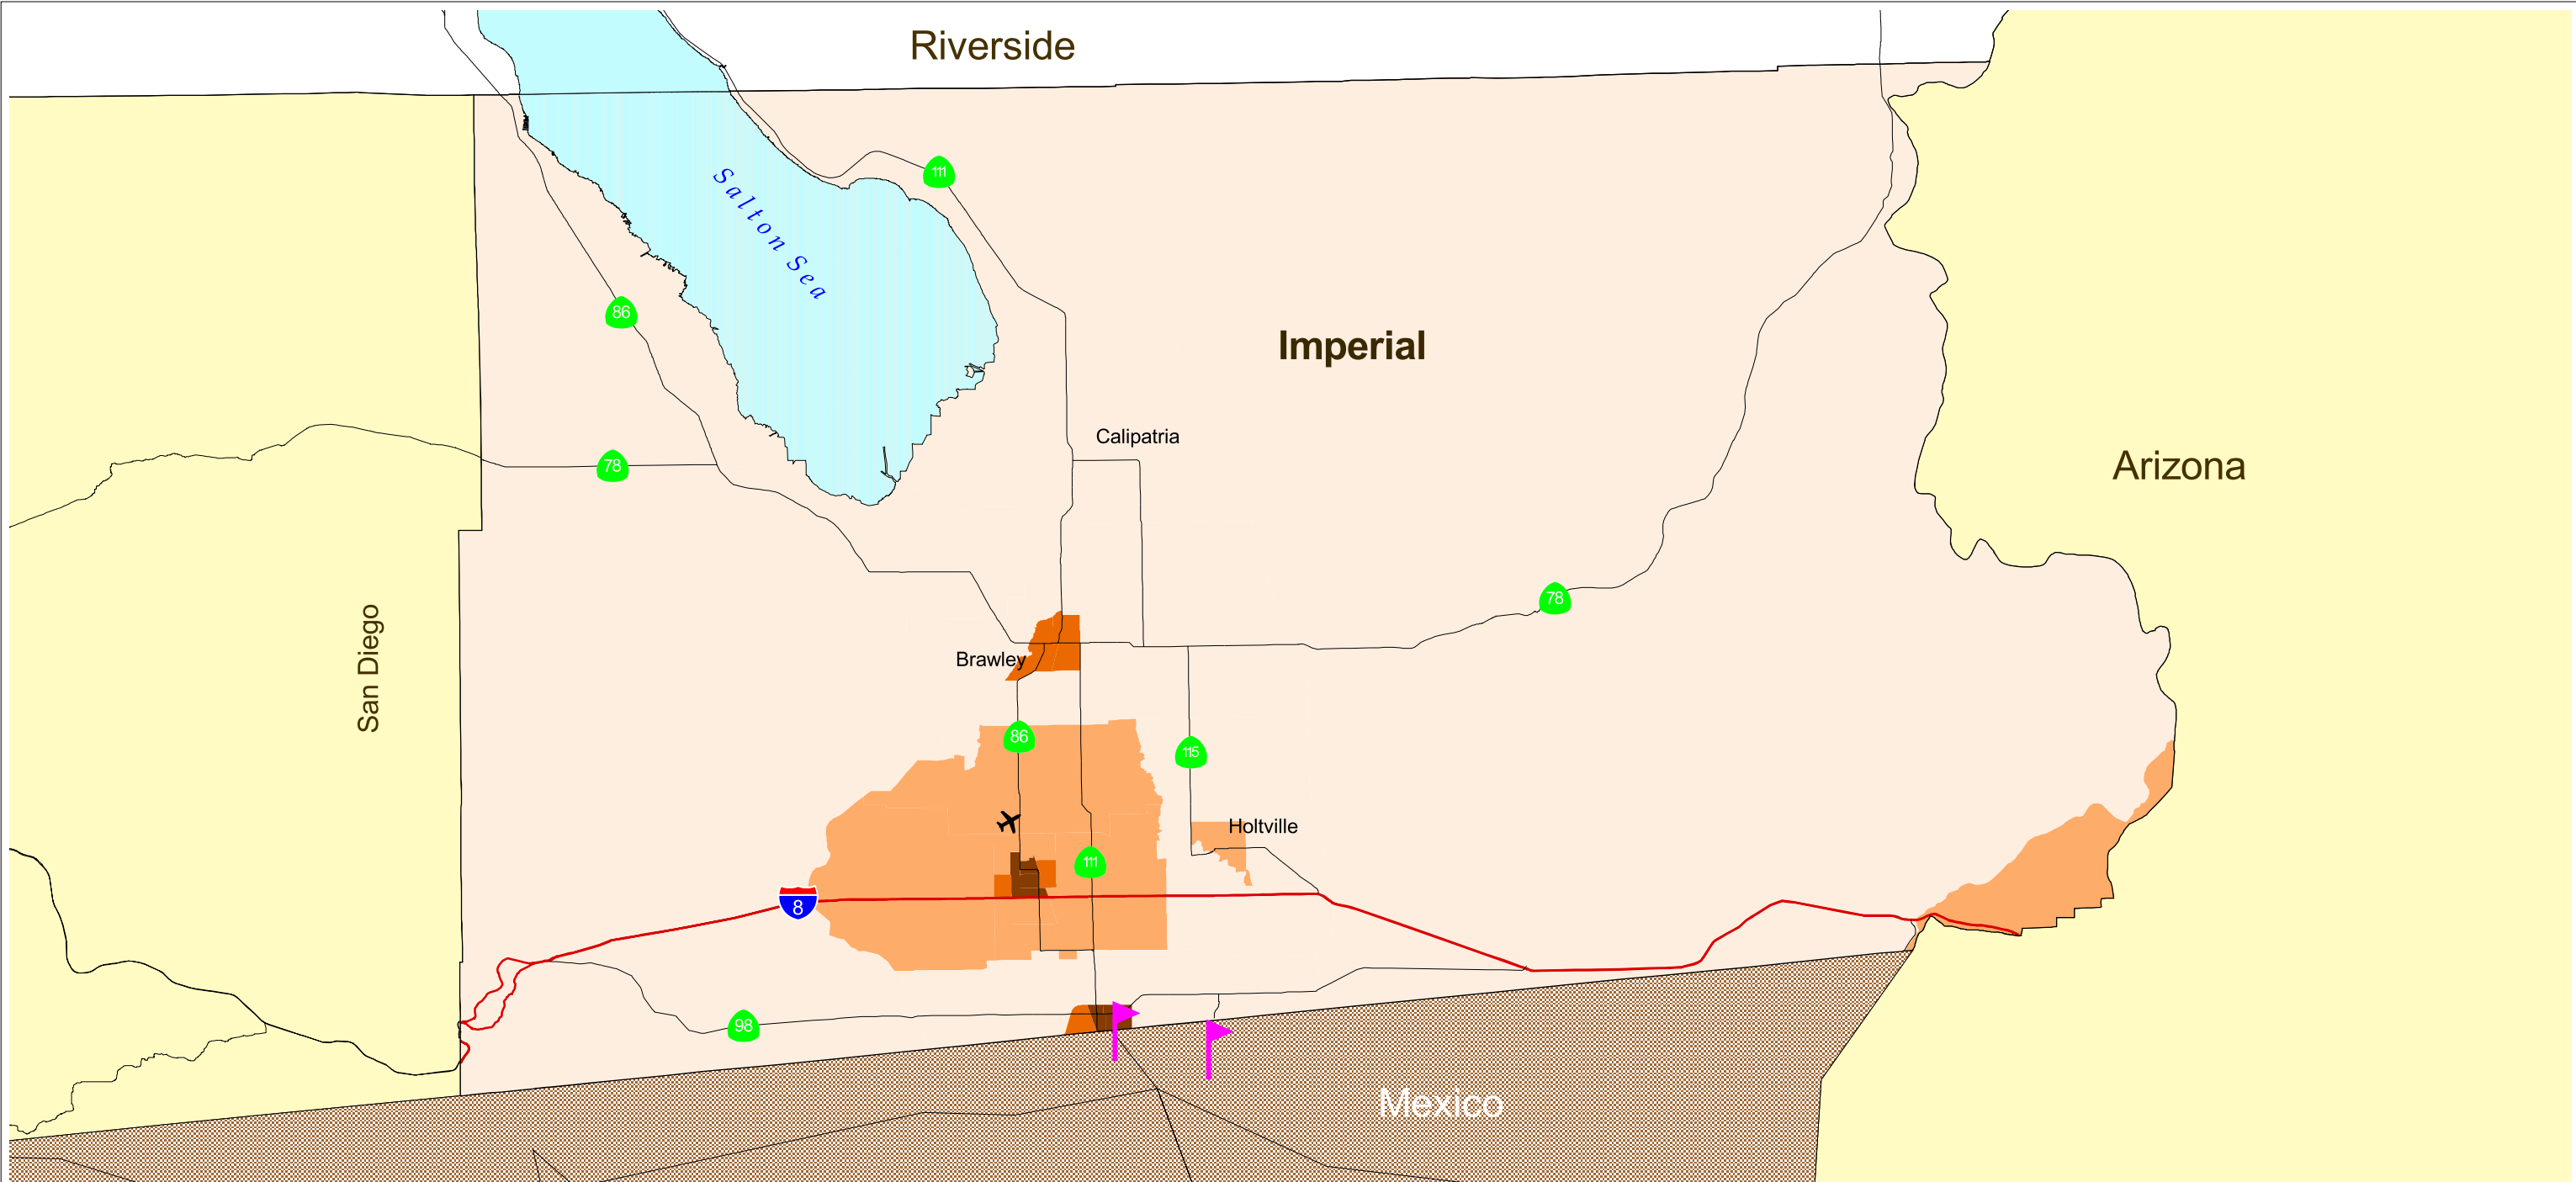 Riverside
111
Salton Sea
86
Imperial
Calipatria
78
Arizona
78
San Diego
Brawley
86
115
Holtville
111
8
98
Mexico